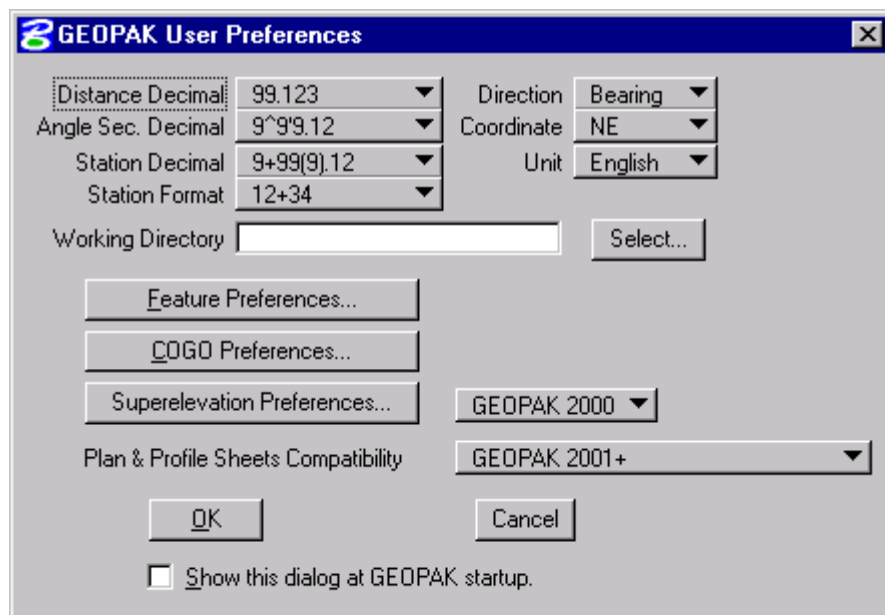 GEOPAK User Preferences
Distance Decimal 99.123 Direction Bearing
Angle Sec. Decimal 9^9'9.12 Coordinate NE
Station Decimal 9+99(9).12 Unit English
Station Format 12+34
Working Directory Select...
Feature Preferences...
COGO Preferences...
Superelevation Preferences... GEOPAK 2000
Plan & Profile Sheets Compatibility GEOPAK 2001+
OK Cancel
Show this dialog at GEOPAK startup.